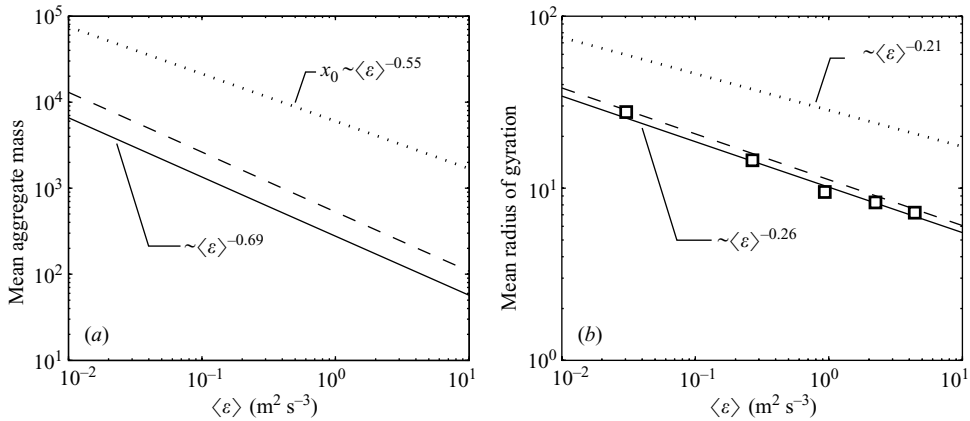 10^5
10^4
10^3
10^2
10^1
Mean aggregate mass
x_0 ~⟨ε⟩^−0.55
~⟨ε⟩^−0.69
(a)
10^−2 10^−1 10^0 10^1
⟨ε⟩ (m^2 s^−3)
10^2
10^1
10^0
Mean radius of gyration
~⟨ε⟩^−0.21
~⟨ε⟩^−0.26
(b)
10^−2 10^−1 10^0 10^1
⟨ε⟩ (m^2 s^−3)